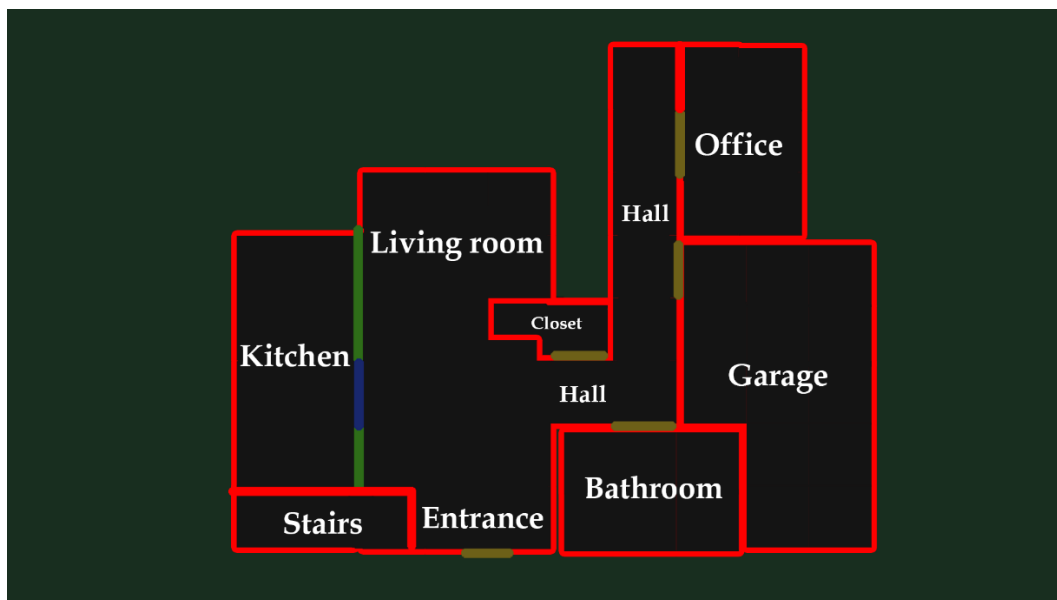 Office
Hall
Living room
Closet
Kitchen
Garage
Hall
Bathroom
Entrance
Stairs